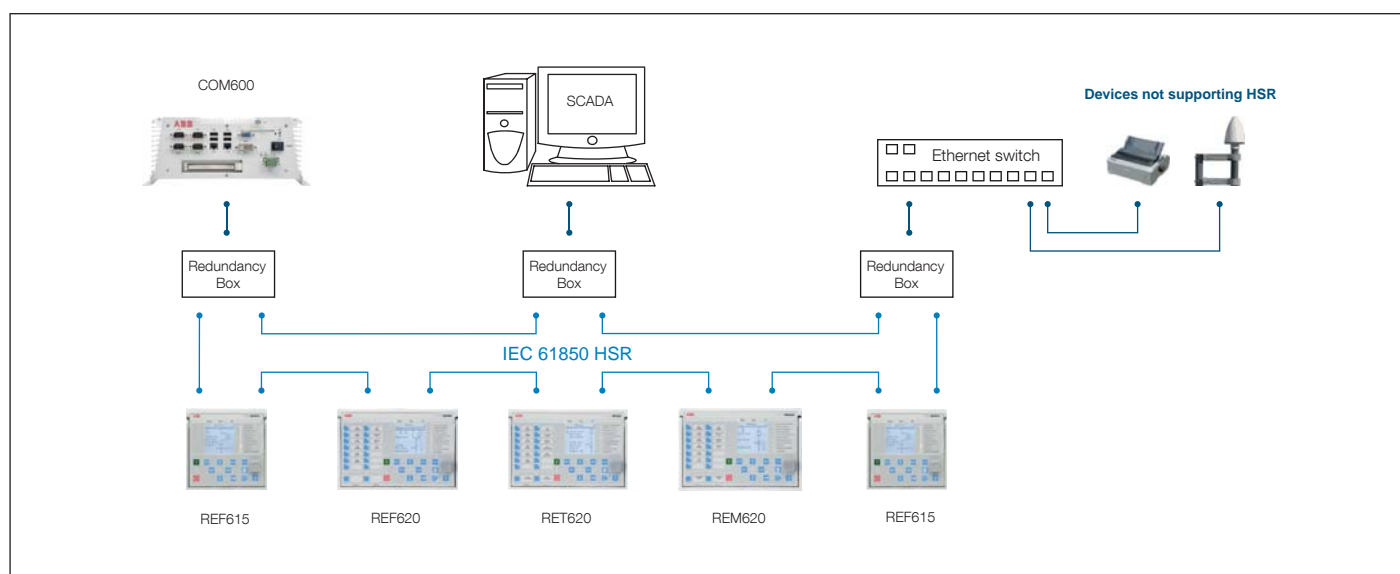 COM600
ABB
SCADA
Devices not supporting HSR
Ethernet switch
Redundancy
Box
Redundancy
Box
Redundancy
Box
IEC 61850 HSR
REF615
REF620
RET620
REM620
REF615